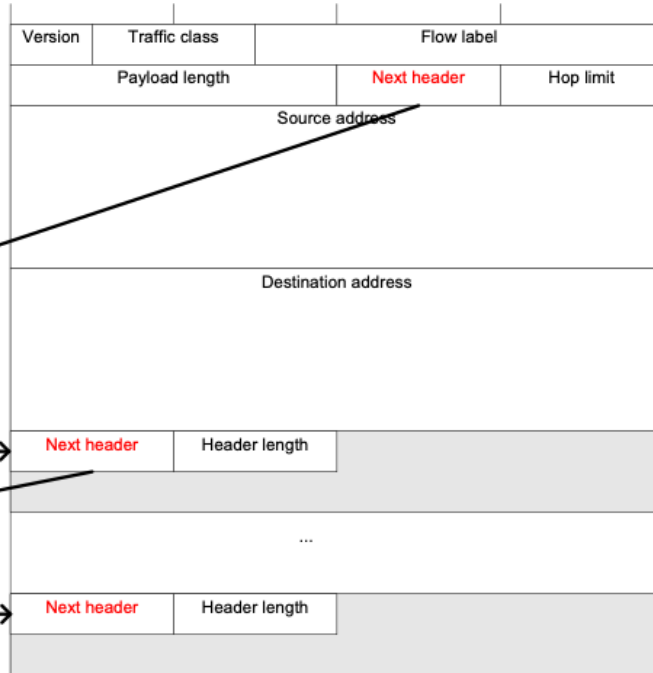 Version Traffic class Flow label
Payload length Next header Hop limit
Source address
Destination address
Next header Header length
...
Next header Header length